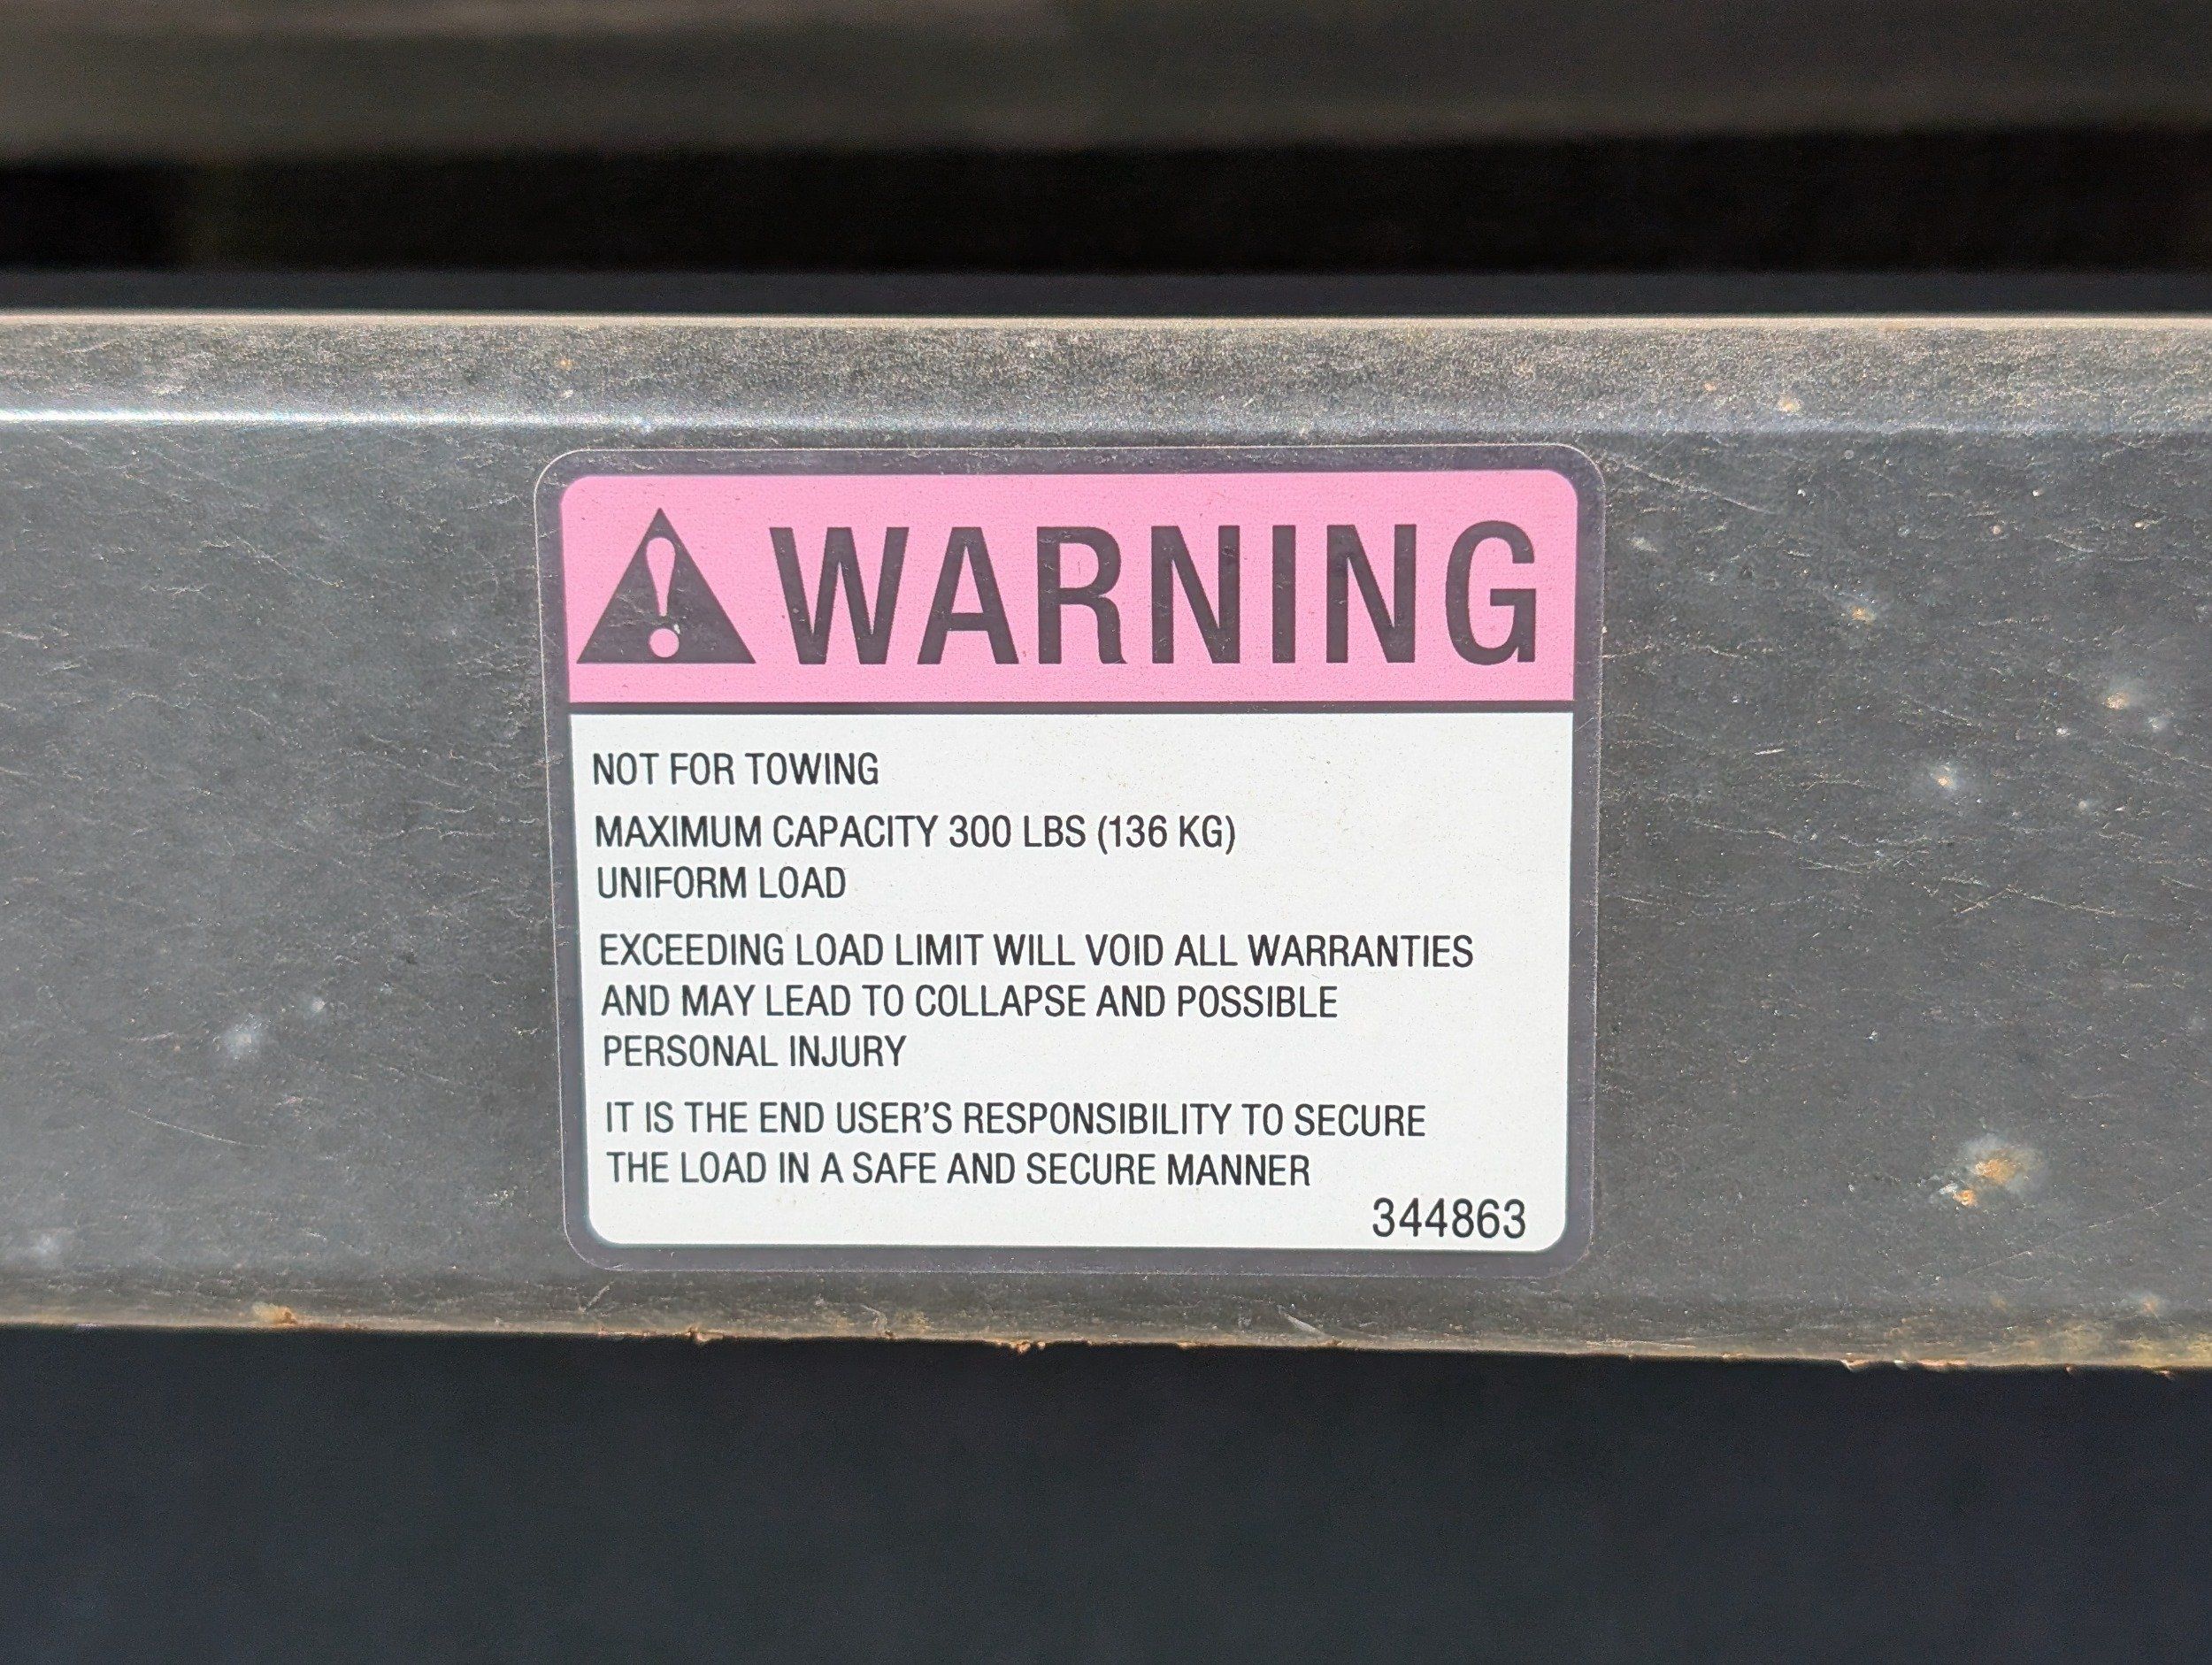 WARNING
NOT FOR TOWING
MAXIMUM CAPACITY 300 LBS (136 KG)
UNIFORM LOAD
EXCEEDING LOAD LIMIT WILL VOID ALL WARRANTIES
AND MAY LEAD TO COLLAPSE AND POSSIBLE
PERSONAL INJURY
IT IS THE END USER'S RESPONSIBILITY TO SECURE
THE LOAD IN A SAFE AND SECURE MANNER
344863